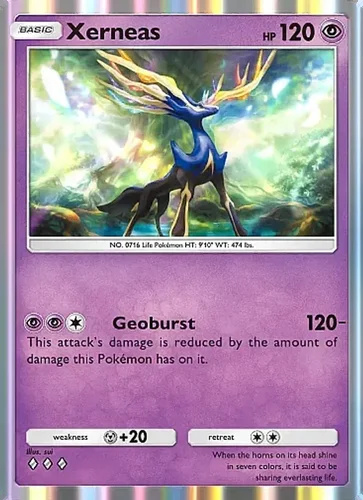 BASIC Xerneas HP 120
NO. 0716 Life Pokémon HT: 9'10" WT: 474 lbs.
Geoburst 120-
This attack's damage is reduced by the amount of
damage this Pokémon has on it.
weakness +20 retreat
Illus. sui
When the horns on its head shine
in seven colors, it is said to be
sharing everlasting life.